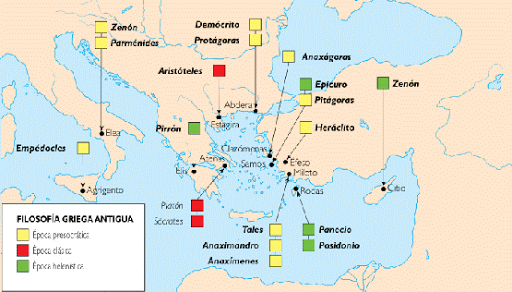 Zenón
Parménides
Demócrito
Protágoras
Anaxágoras
Aristóteles
Epicuro
Pitágoras
Zenón
Abdera
Estagira
Pirrón
Heráclito
Elea
Empédocles
Clazómenas
Samos
Éfeso
Mileto
Atenas
Elis
Agrigento
Rodas
Citio
Platón
Sócrates
FILOSOFÍA GRIEGA ANTIGUA
Época presocrática
Época clásica
Época helenística
Tales
Anaximandro
Anaxímenes
Panecio
Posidonio